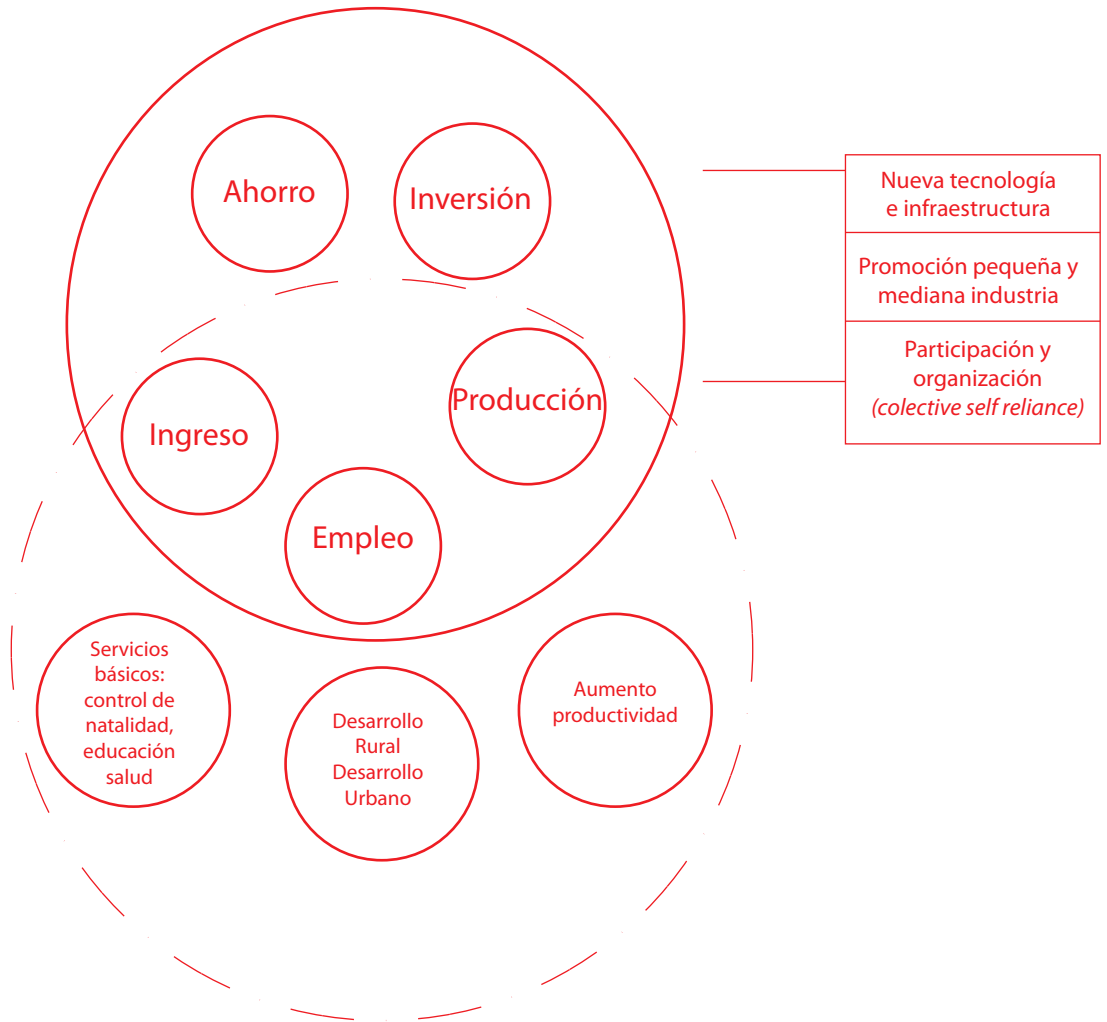 Ahorro
Inversión
Ingreso
Producción
Empleo
Servicios
básicos:
control de
natalidad,
educación
salud
Desarrollo
Rural
Desarrollo
Urbano
Aumento
productividad
Nueva tecnología
e infraestructura
Promoción pequeña y
mediana industria
Participación y
organización
(colective self reliance)